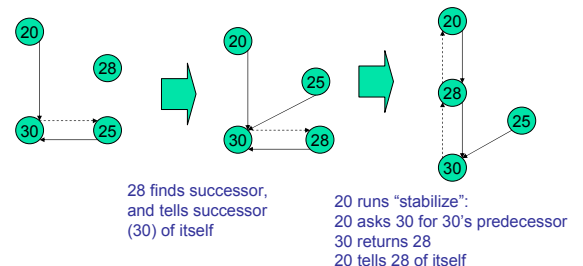 20
28
30
25
20
25
30
28
20
28
25
30
28 finds successor,
and tells successor
(30) of itself
20 runs “stabilize”:
20 asks 30 for 30’s predecessor
30 returns 28
20 tells 28 of itself